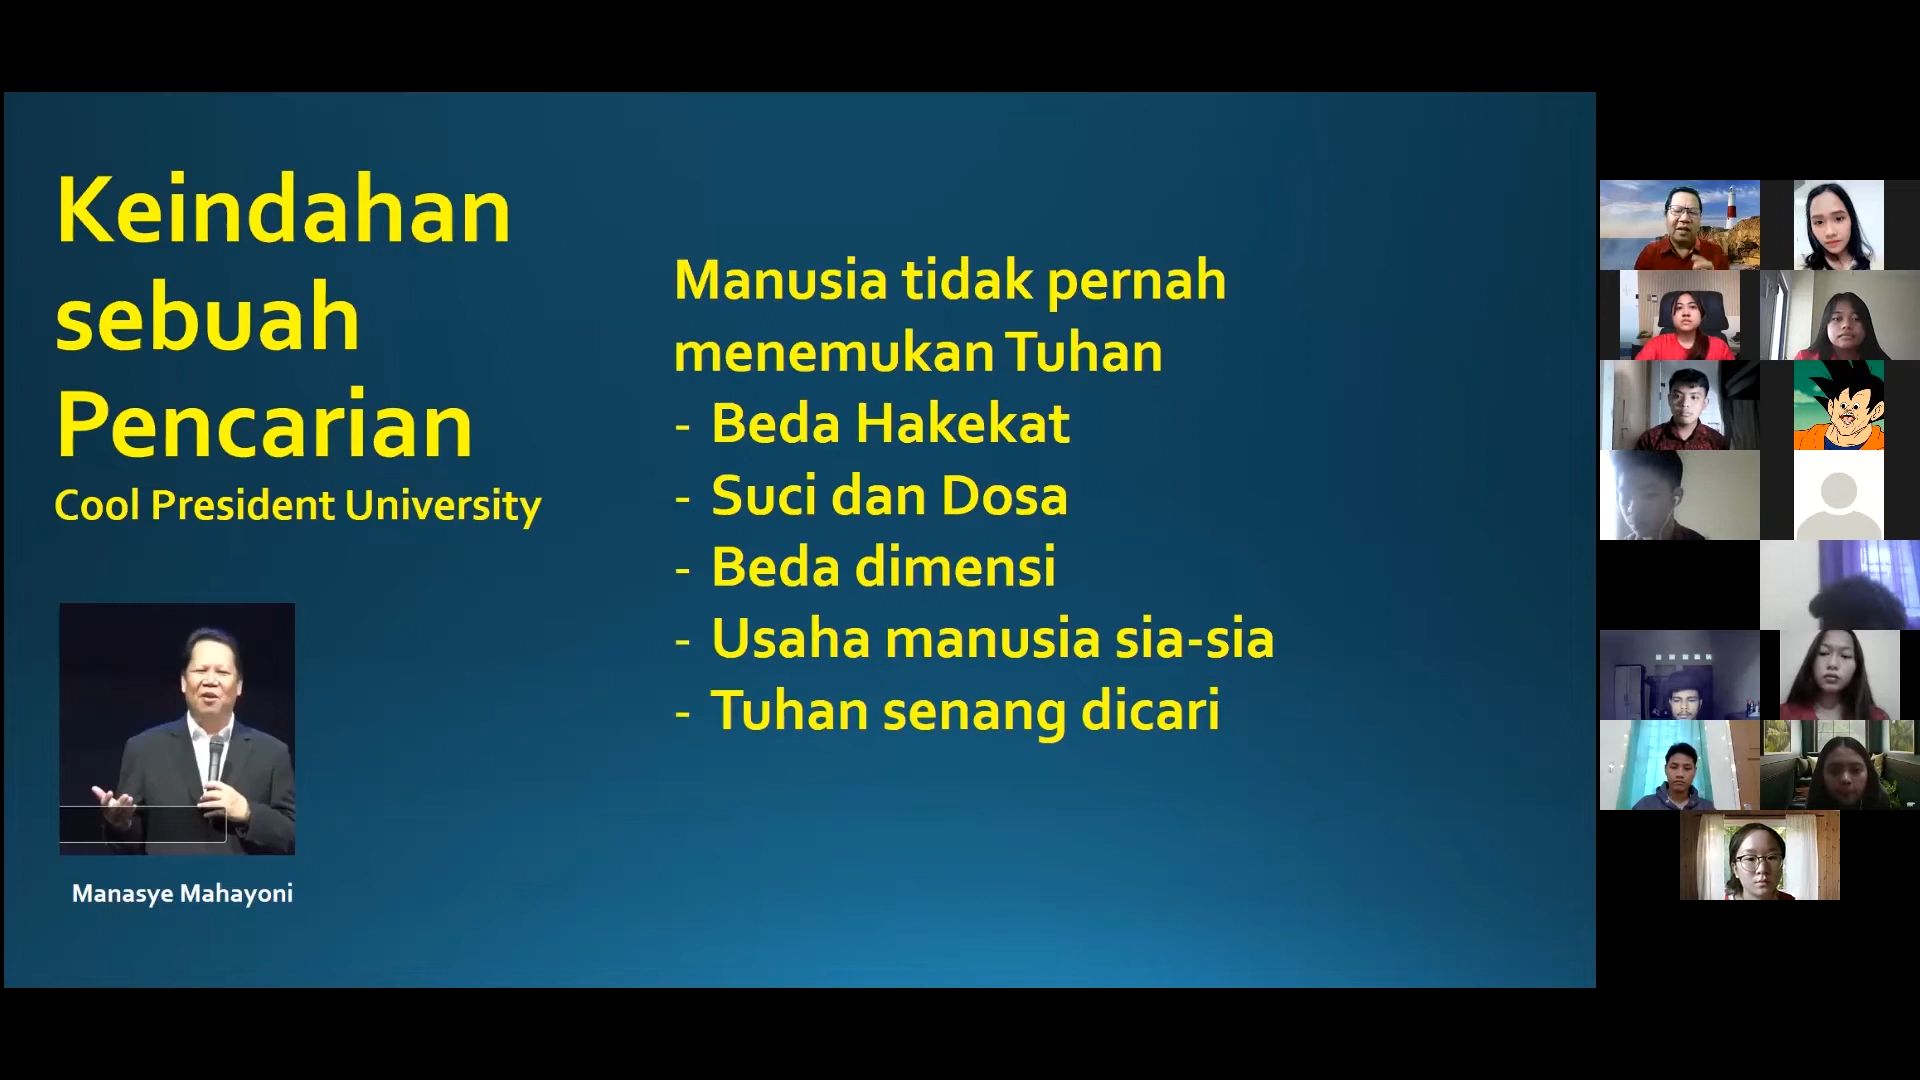 Keindahan
sebuah
Pencarian
Cool President University
Manasye Mahayoni
Manusia tidak pernah
menemukan Tuhan
- Beda Hakekat
- Suci dan Dosa
- Beda dimensi
- Usaha manusia sia-sia
- Tuhan senang dicari